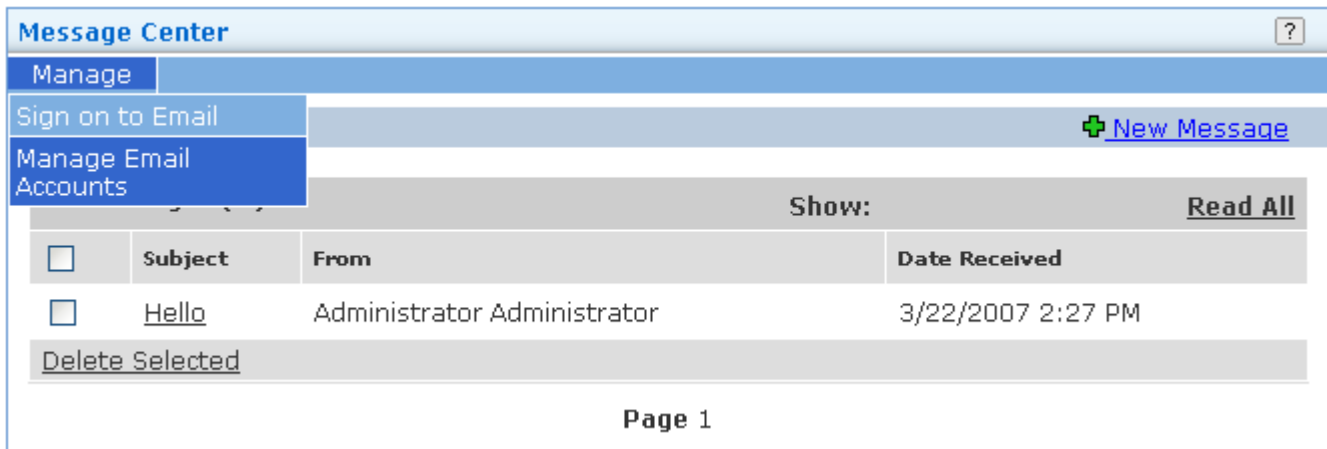 Message Center ?
Manage
Sign on to Email
New Message
Manage Email
Accounts
Show: Read All
Subject From Date Received
Hello Administrator Administrator 3/22/2007 2:27 PM
Delete Selected
Page 1